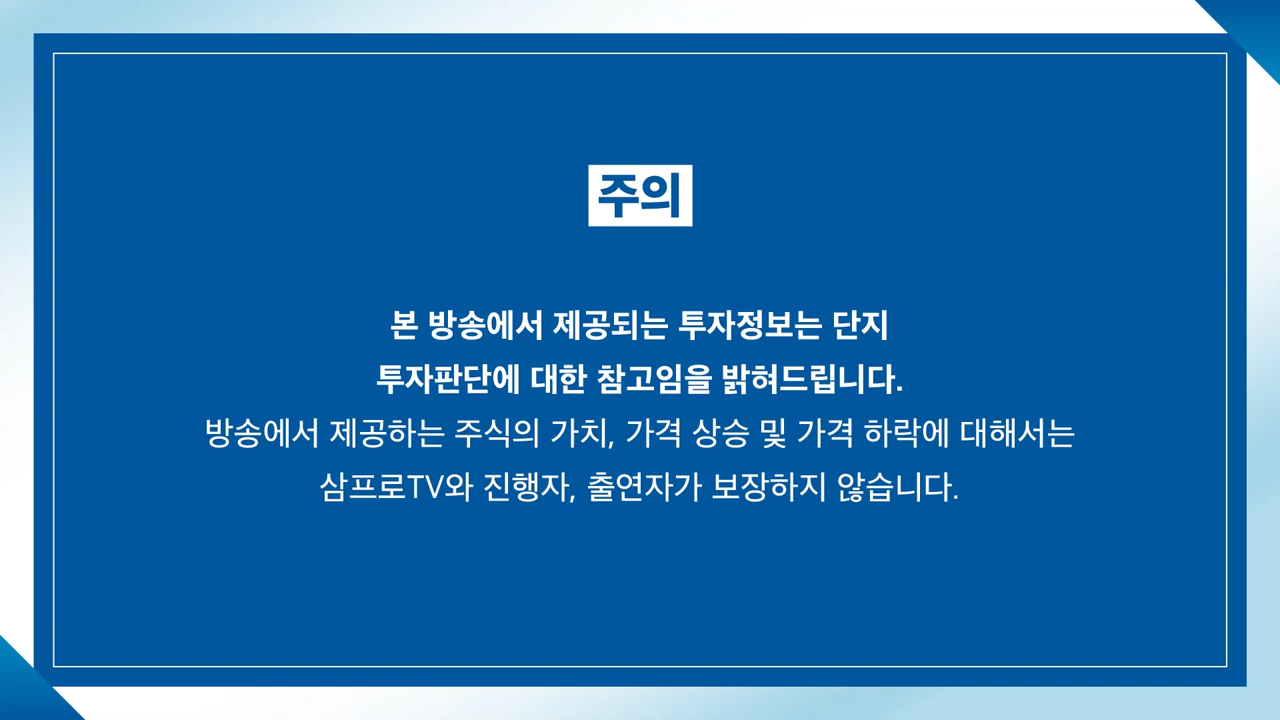 주의
본 방송에서 제공되는 투자정보는 단지
투자판단에 대한 참고임을 밝혀드립니다.
방송에서 제공하는 주식의 가치, 가격 상승 및 가격 하락에 대해서는
삼프로TV와 진행자, 출연자가 보장하지 않습니다.